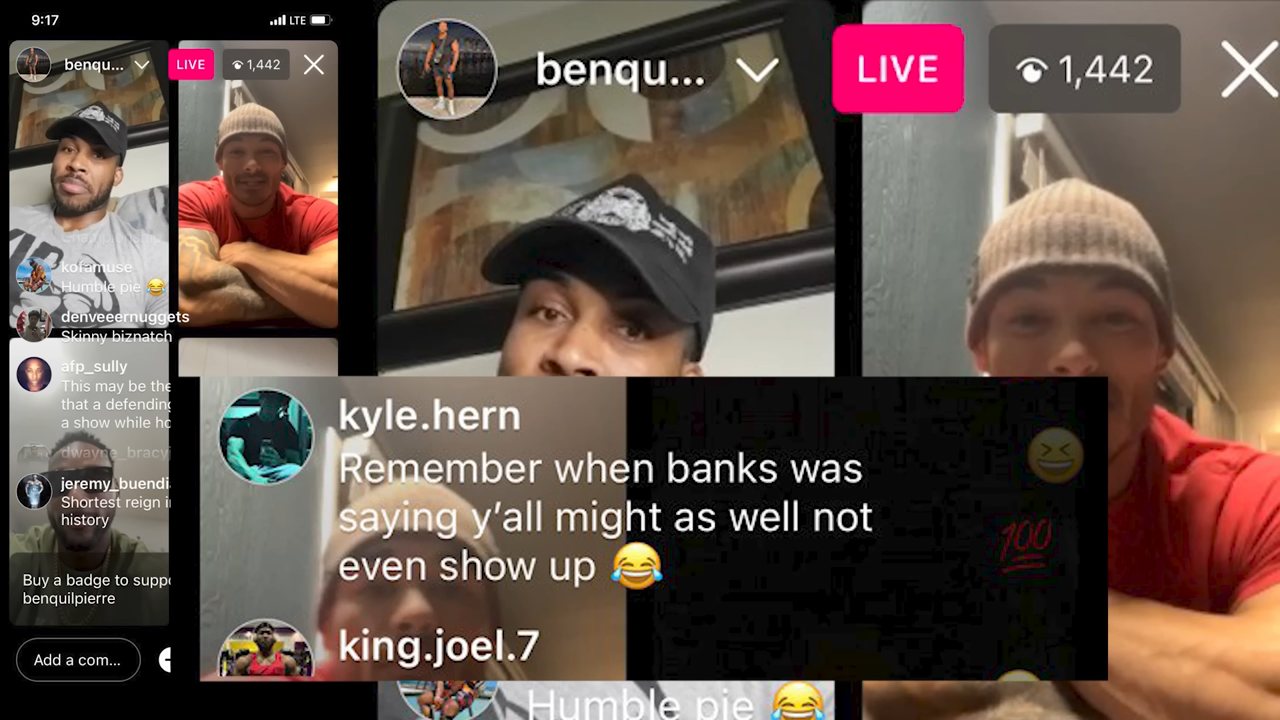 9:17
LTE
benqu...
LIVE
1,442
kofamuse
Humble pie 😂
denveeernuggets
Skinny biznatch
afp_sully
This may be the
that a defending
a show while ho
dwayne_bracy
jeremy_buendi
Shortest reign i
history
Buy a badge to suppo
benquilpierre
Add a com...
benqu...
LIVE
1,442
kyle.hern
Remember when banks was
saying y’all might as well not
even show up 😂
💯
king.joel.7
Humble pie 😂